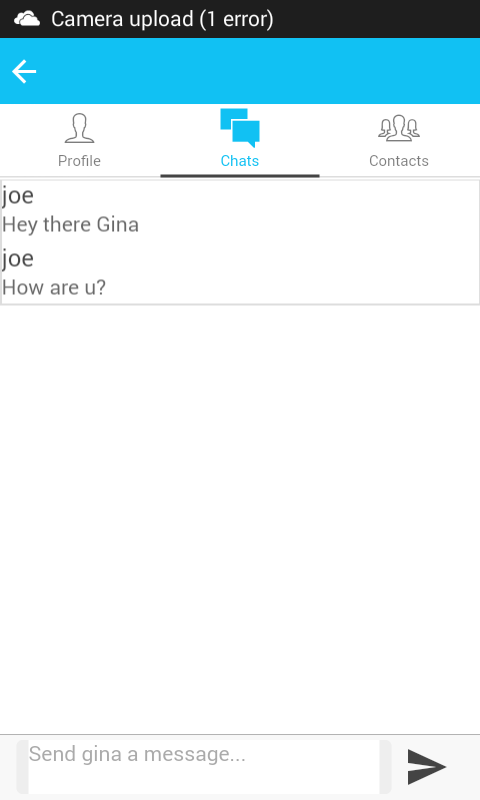 Camera upload (1 error)
Profile
Chats
Contacts
joe
Hey there Gina
joe
How are u?
Send gina a message...